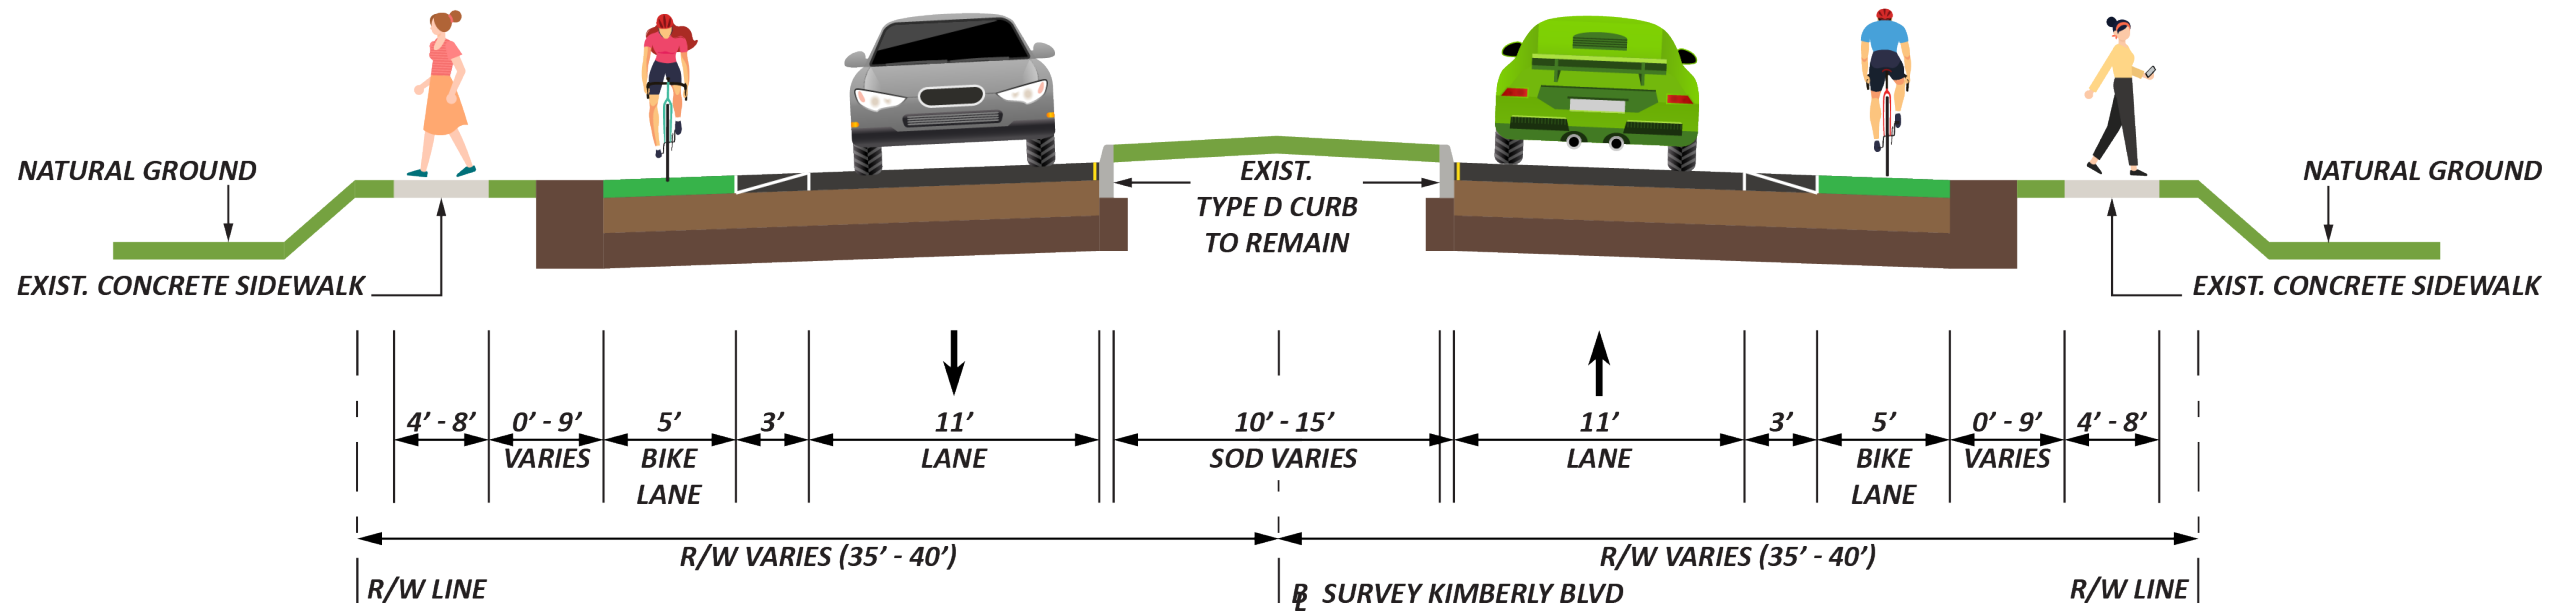 NATURAL GROUND
EXIST. CONCRETE SIDEWALK
EXIST.
TYPE D CURB
TO REMAIN
NATURAL GROUND
EXIST. CONCRETE SIDEWALK
4’ - 8’
0’ - 9’
VARIES
5’
BIKE
LANE
3’
11’
LANE
10’ - 15’
SOD VARIES
11’
LANE
3’
5’
BIKE
LANE
0’ - 9’
VARIES
4’ - 8’
R/W VARIES (35’ - 40’)
R/W VARIES (35’ - 40’)
R/W LINE
BL SURVEY KIMBERLY BLVD
R/W LINE